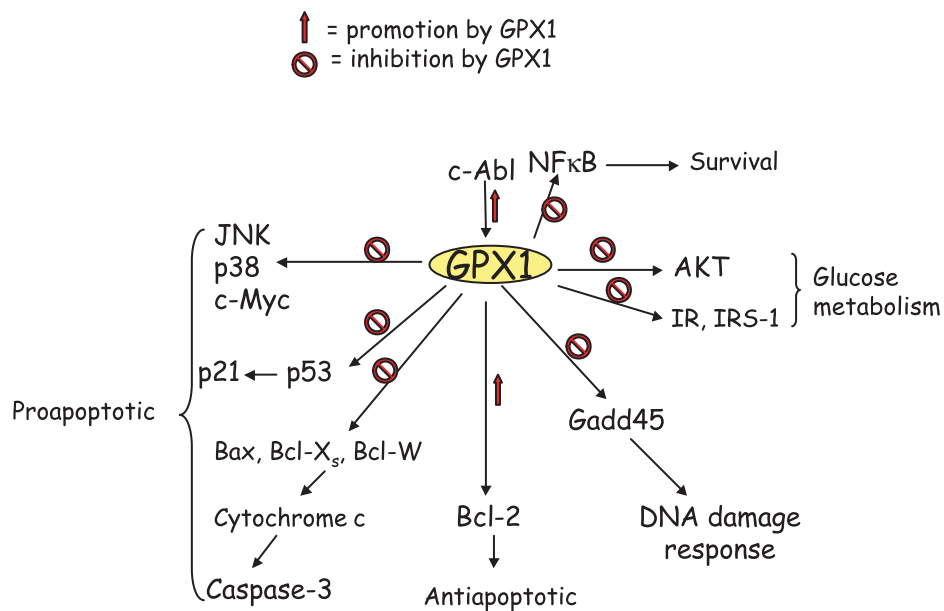 = promotion by GPX1
= inhibition by GPX1
c-Abl
NFκB
Survival
JNK
p38
c-Myc
GPX1
AKT
IR, IRS-1
Glucose
metabolism
p21
p53
Proapoptotic
Gadd45
Bax, Bcl-Xs, Bcl-W
Cytochrome c
Bcl-2
DNA damage
response
Caspase-3
Antiapoptotic